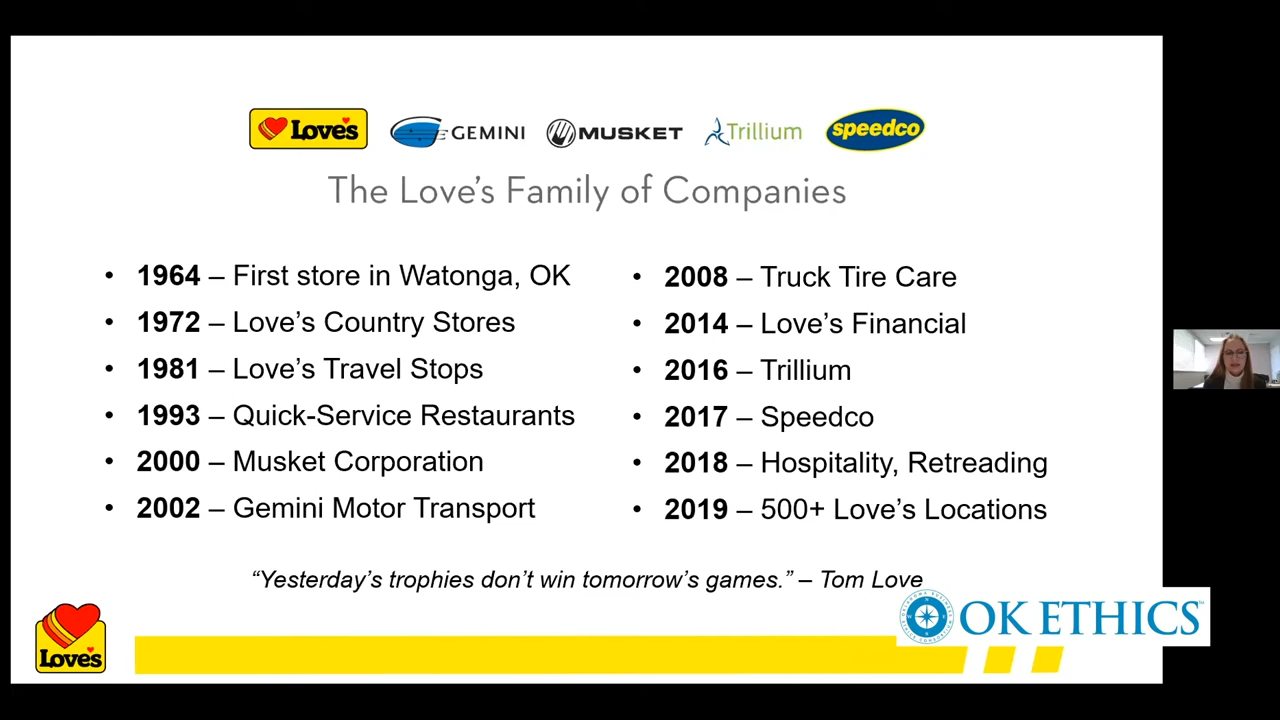 Love's GEMINI MUSKET Trillium speedco
The Love's Family of Companies
• 1964 – First store in Watonga, OK
• 1972 – Love's Country Stores
• 1981 – Love's Travel Stops
• 1993 – Quick-Service Restaurants
• 2000 – Musket Corporation
• 2002 – Gemini Motor Transport
• 2008 – Truck Tire Care
• 2014 – Love's Financial
• 2016 – Trillium
• 2017 – Speedco
• 2018 – Hospitality, Retreading
• 2019 – 500+ Love's Locations
“Yesterday's trophies don't win tomorrow's games.” – Tom Love
Love's
OK ETHICS